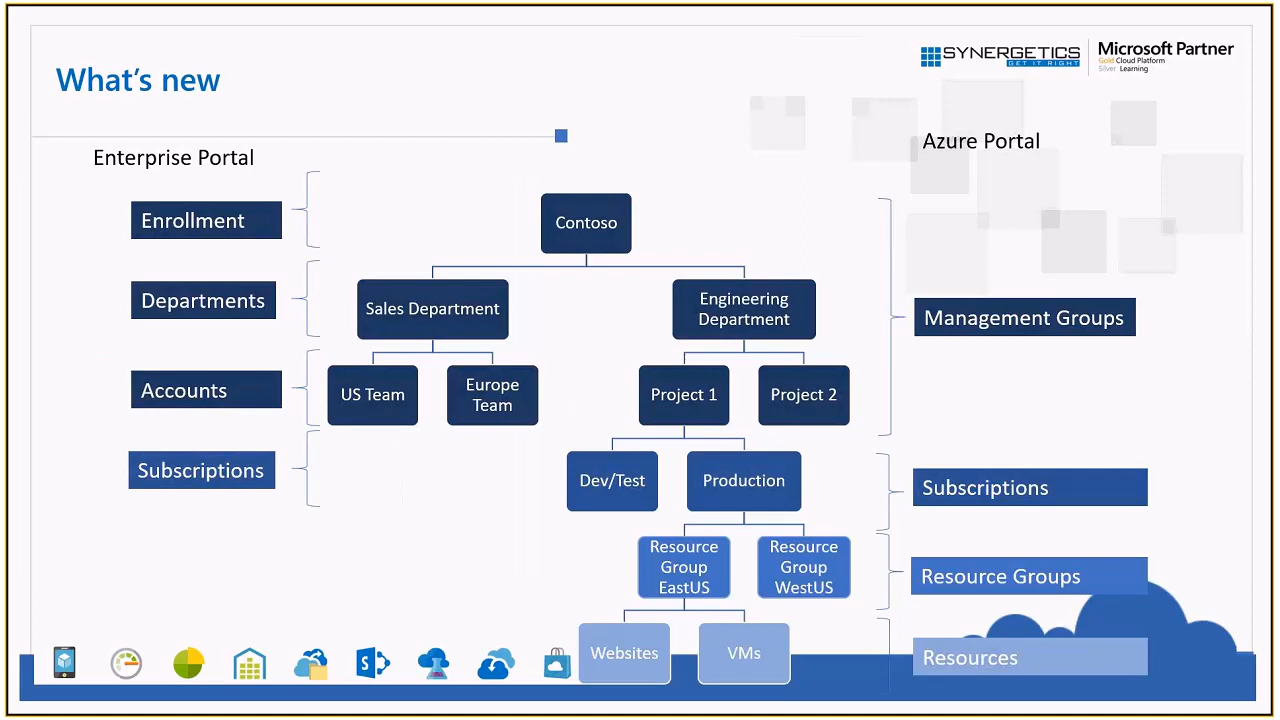 What's new
SYNERGETICS
GET IT RIGHT
Microsoft Partner
Gold Cloud Platform
Silver Learning
Enterprise Portal
Azure Portal
Enrollment
Departments
Accounts
Subscriptions
Contoso
Sales Department
Engineering
Department
US Team
Europe
Team
Project 1
Project 2
Dev/Test
Production
Resource
Group
EastUS
Resource
Group
WestUS
Websites
VMs
Management Groups
Subscriptions
Resource Groups
Resources
S